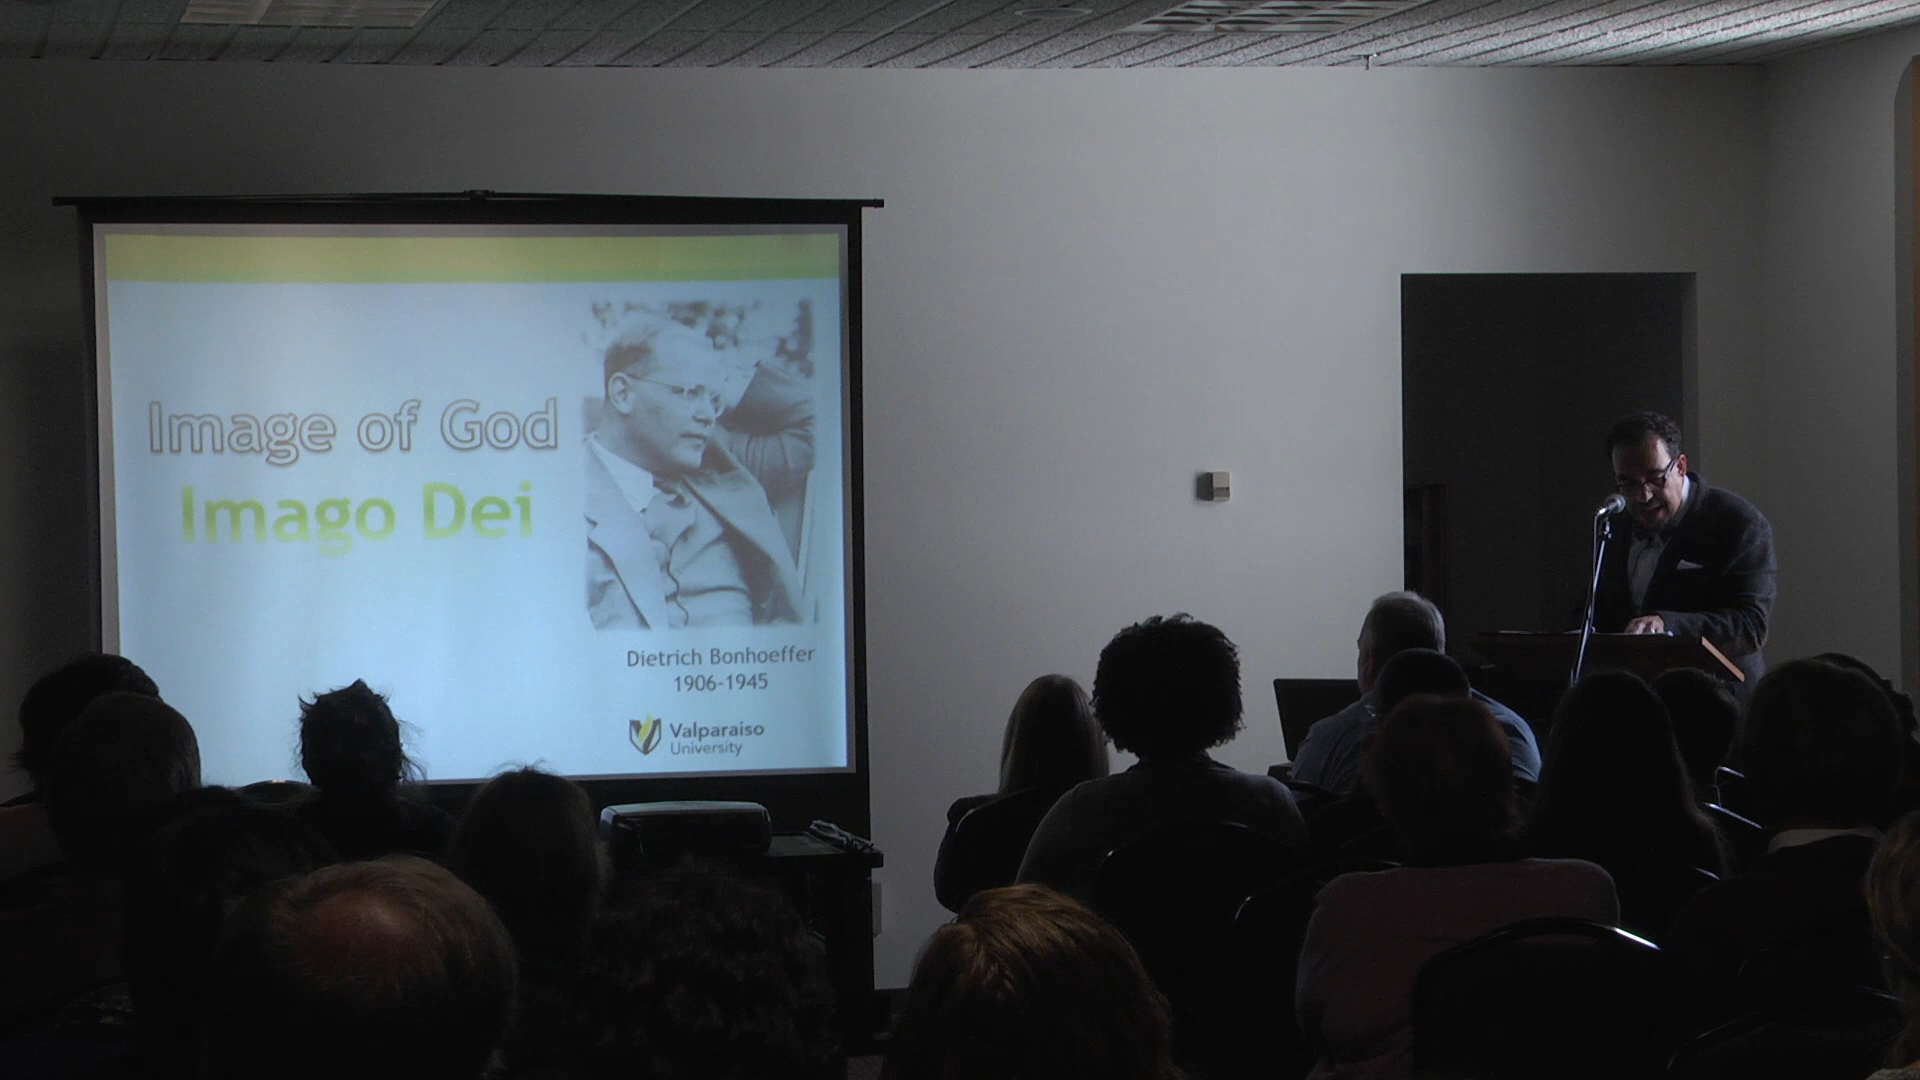 Image of God
Imago Dei
Dietrich Bonhoeffer
1906-1945
Valparaiso
University